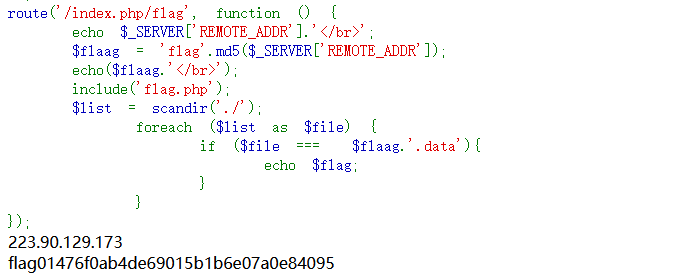 route('/index.php/flag', function () {
echo $_SERVER['REMOTE_ADDR'].'</br>';
$flaag = 'flag'.md5($_SERVER['REMOTE_ADDR']);
echo($flaag.'</br>');
include('flag.php');
$list = scandir('./');
foreach ($list as $file) {
if ($file === $flaag.'.data'){
echo $flag;
}
}
});
223.90.129.173
flag01476f0ab4de69015b1b6e07a0e84095